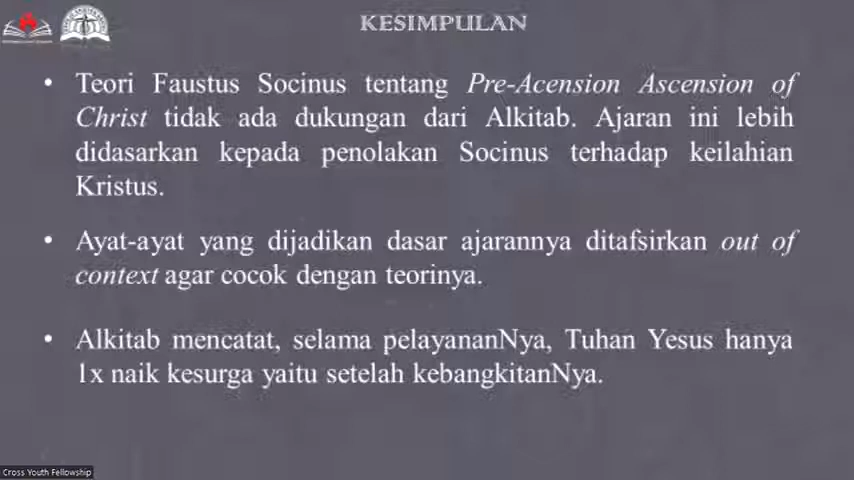 KESIMPULAN
• Teori Faustus Socinus tentang Pre-Acension Ascension of
Christ tidak ada dukungan dari Alkitab. Ajaran ini lebih
didasarkan kepada penolakan Socinus terhadap keilahian
Kristus.
• Ayat-ayat yang dijadikan dasar ajarannya ditafsirkan out of
context agar cocok dengan teorinya.
• Alkitab mencatat, selama pelayananNya, Tuhan Yesus hanya
1x naik kesurga yaitu setelah kebangkitanNya.
Cross Youth Fellowship